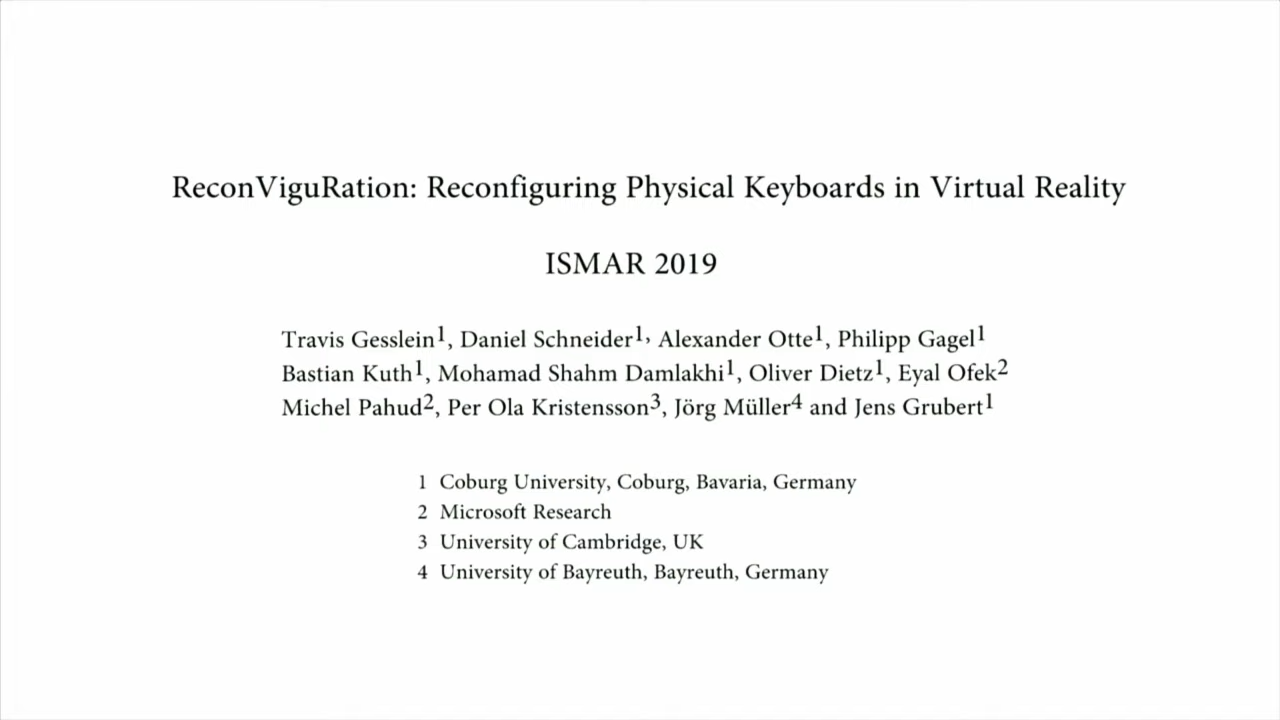 ReconViguRation: Reconfiguring Physical Keyboards in Virtual Reality
ISMAR 2019
Travis Gesslein1, Daniel Schneider1, Alexander Otte1, Philipp Gagel1
Bastian Kuth1, Mohamad Shahm Damlakhi1, Oliver Dietz1, Eyal Ofek2
Michel Pahud2, Per Ola Kristensson3, Jörg Müller4 and Jens Grubert1
1 Coburg University, Coburg, Bavaria, Germany
2 Microsoft Research
3 University of Cambridge, UK
4 University of Bayreuth, Bayreuth, Germany